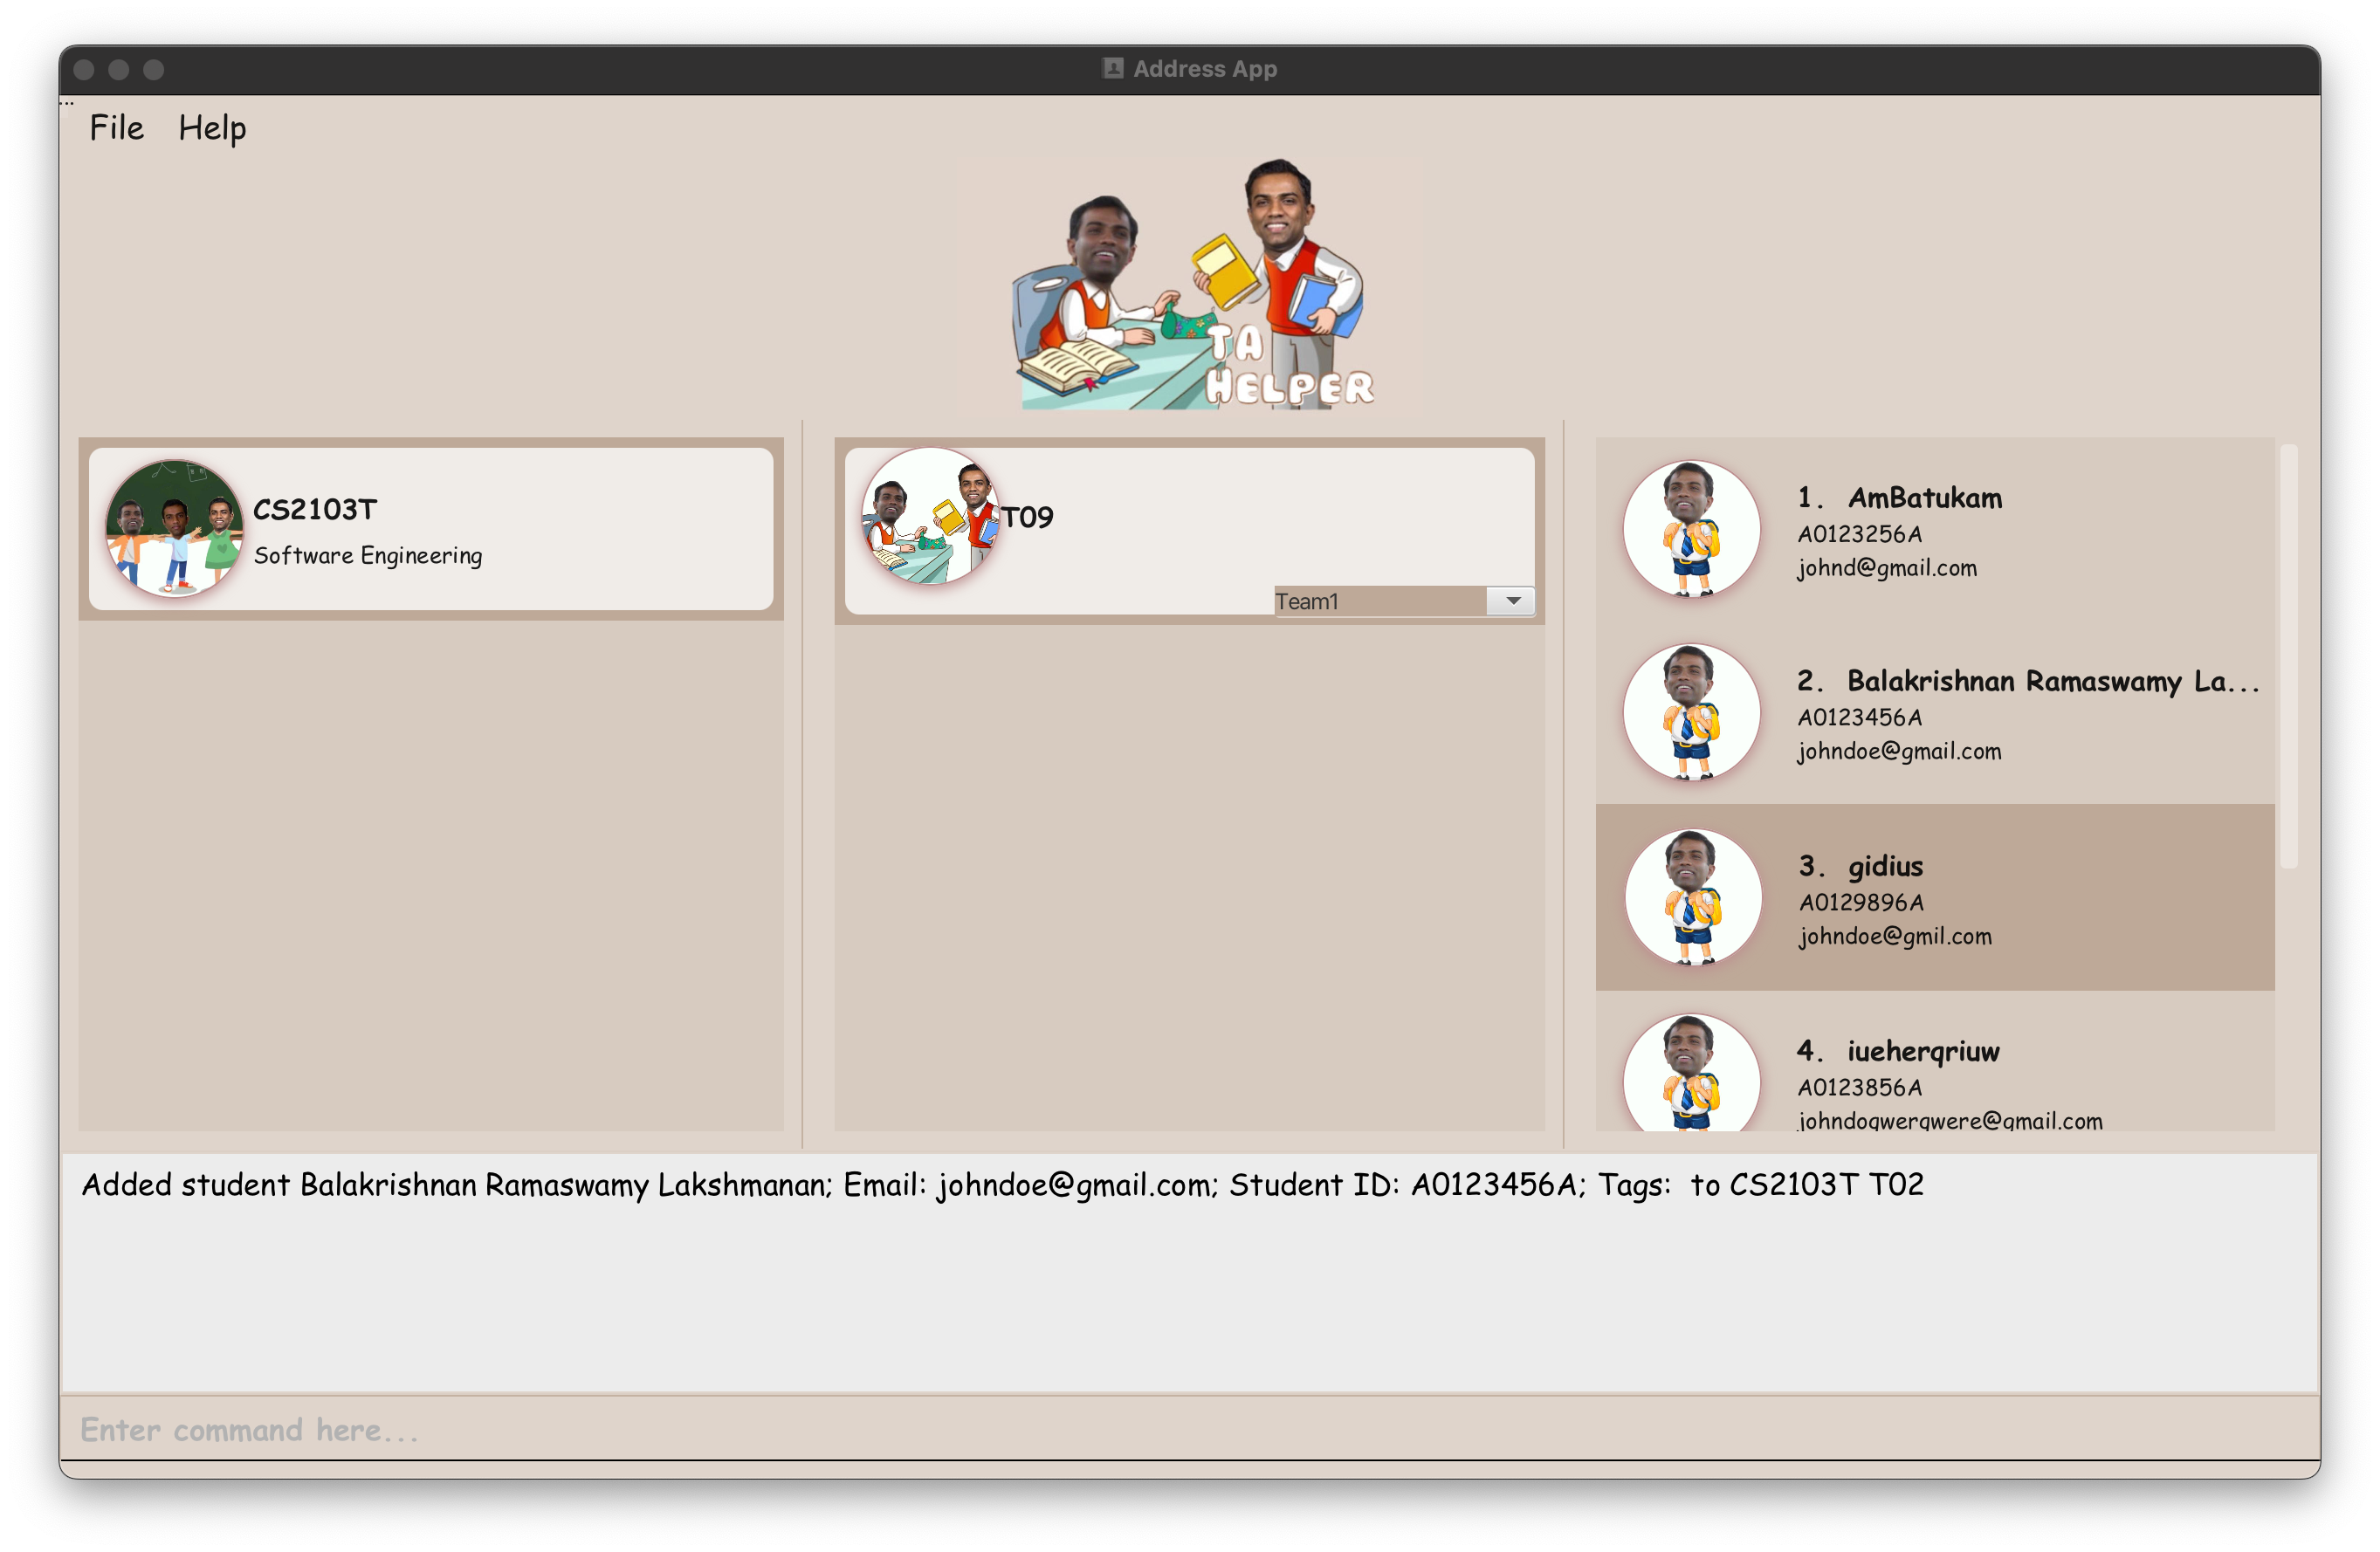 Address App
...
File Help
TA
HELPER
CS2103T
Software Engineering
T09
Team1
1. AmBatukam
A0123256A
johnd@gmail.com
2. Balakrishnan Ramaswamy La...
A0123456A
johndoe@gmail.com
3. gidius
A0129896A
johndoe@gmil.com
4. iueherqriuw
A0123856A
johndoqwerqwere@gmail.com
Added student Balakrishnan Ramaswamy Lakshmanan; Email: johndoe@gmail.com; Student ID: A0123456A; Tags:  to CS2103T T02
Enter command here...